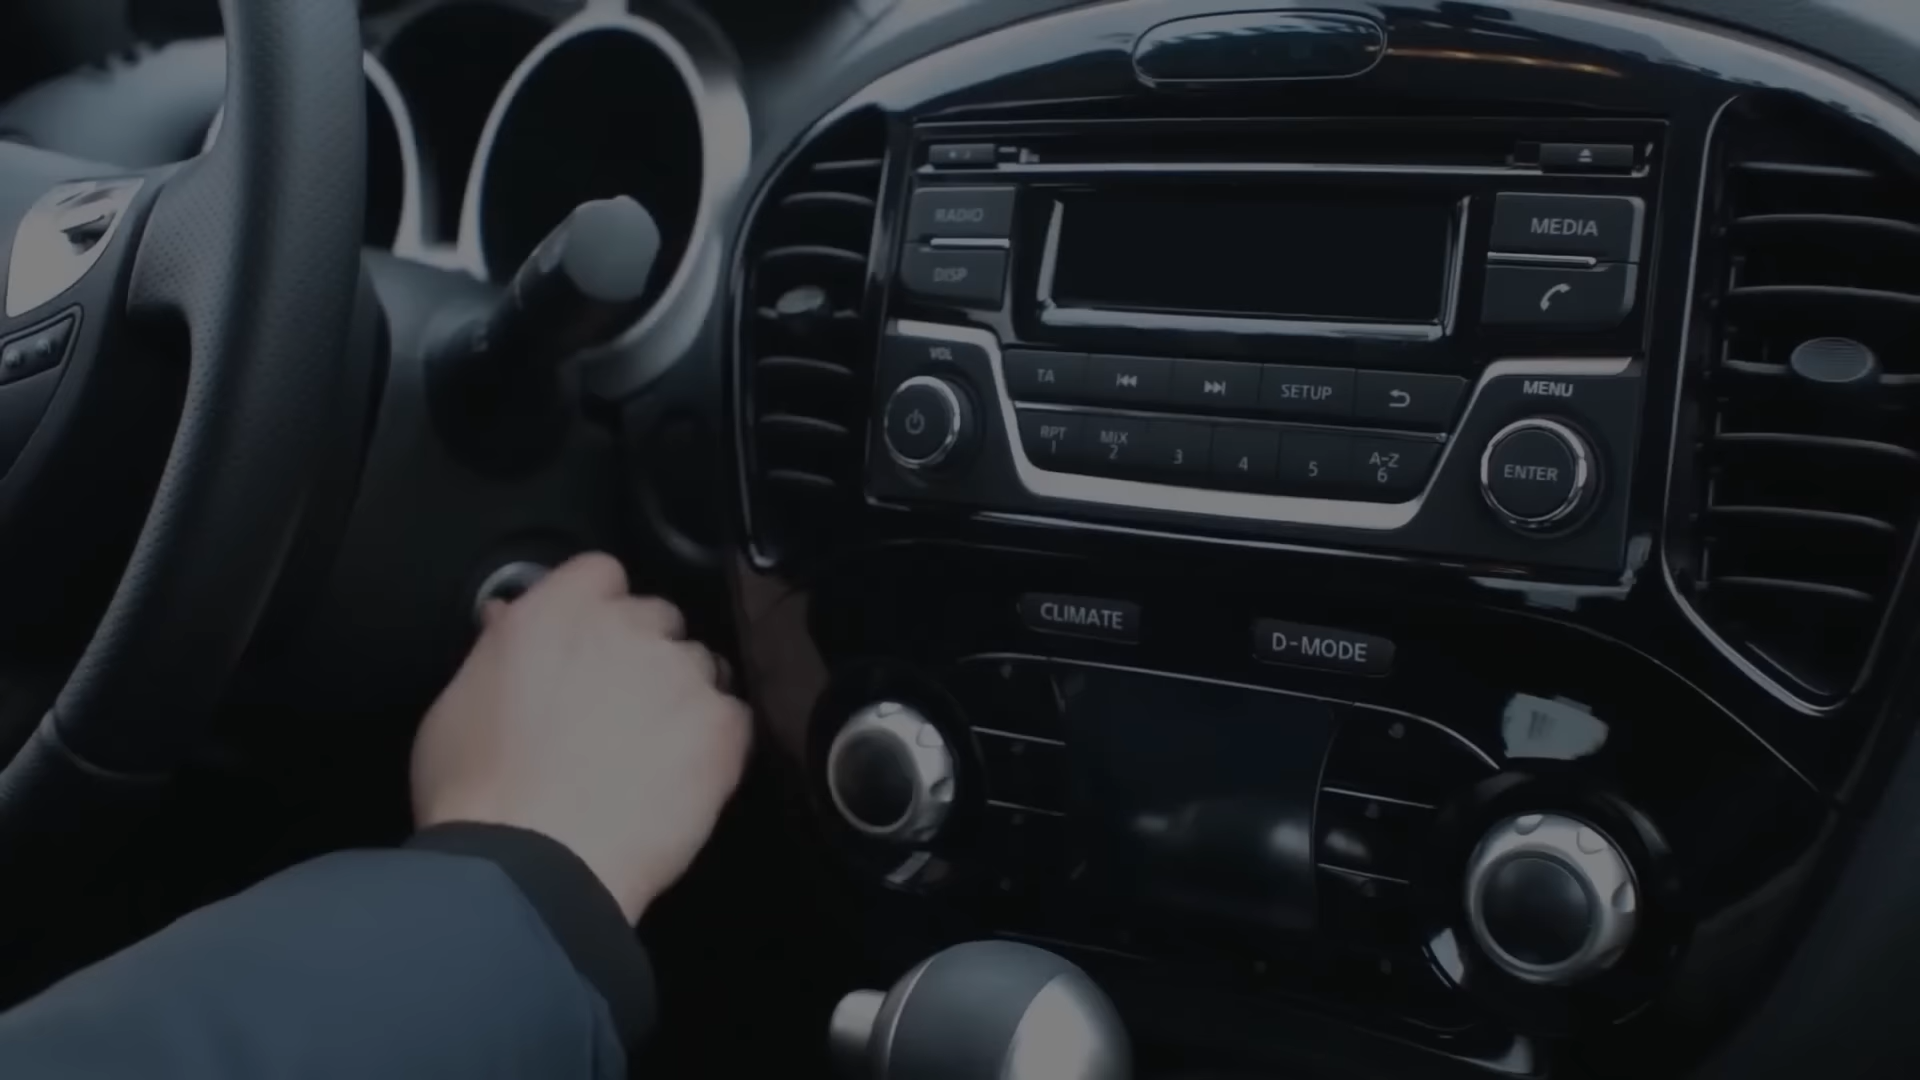 RADIO
MEDIA
DISP
VOL
TA
SETUP
MENU
RPT
1
MIX
2
3
4
5
A-Z
6
ENTER
CLIMATE
D-MODE